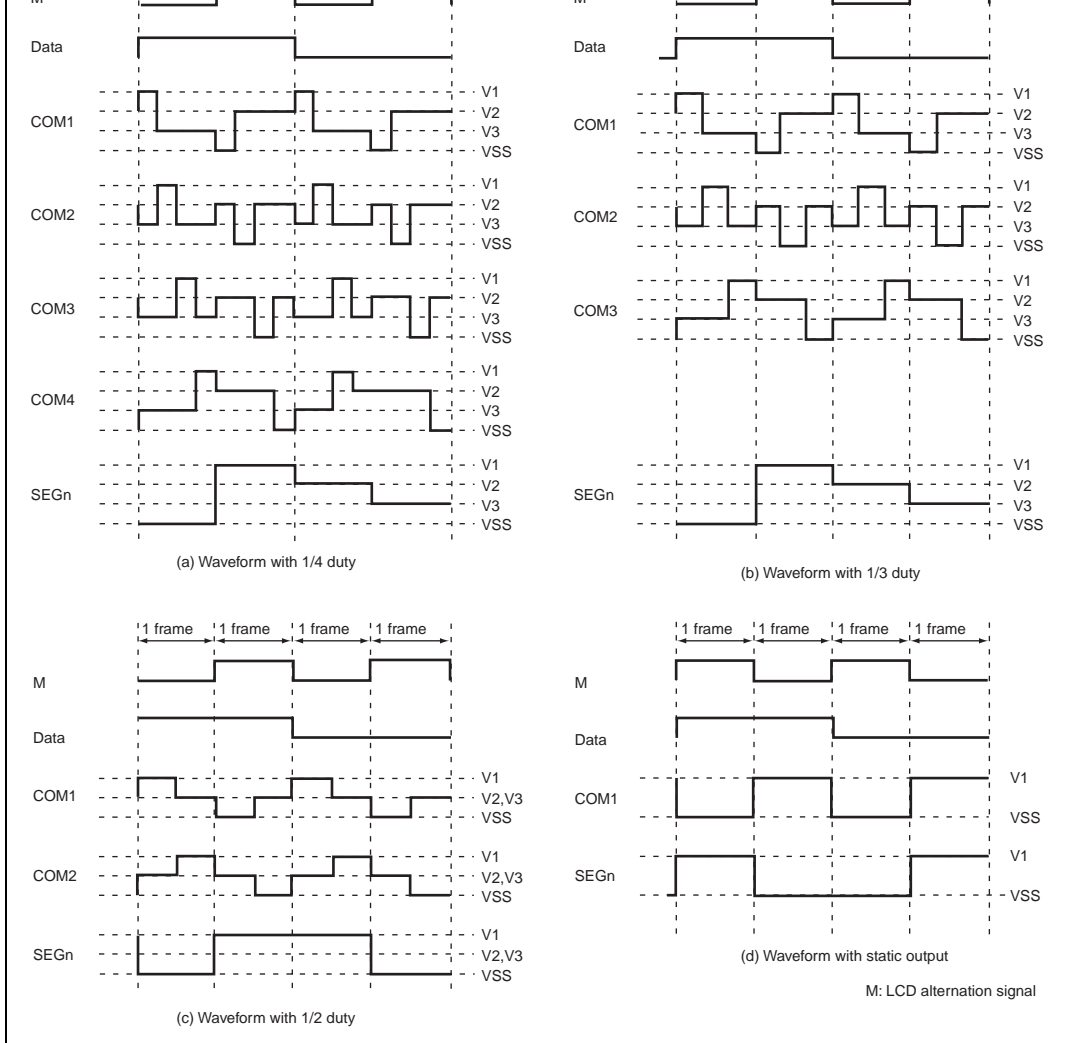 M
Data
COM1
V1
V2
V3
VSS
COM2
V1
V2
V3
VSS
COM3
V1
V2
V3
VSS
COM4
V1
V2
V3
VSS
SEGn
V1
V2
V3
VSS
(a) Waveform with 1/4 duty
M
Data
COM1
V1
V2
V3
VSS
COM2
V1
V2
V3
VSS
COM3
V1
V2
V3
VSS
SEGn
V1
V2
V3
VSS
(b) Waveform with 1/3 duty
1 frame 1 frame 1 frame 1 frame
M
Data
COM1
V1
V2,V3
VSS
COM2
V1
V2,V3
VSS
SEGn
V1
V2,V3
VSS
(c) Waveform with 1/2 duty
1 frame 1 frame 1 frame 1 frame
M
Data
COM1
V1
VSS
SEGn
V1
VSS
(d) Waveform with static output
M: LCD alternation signal